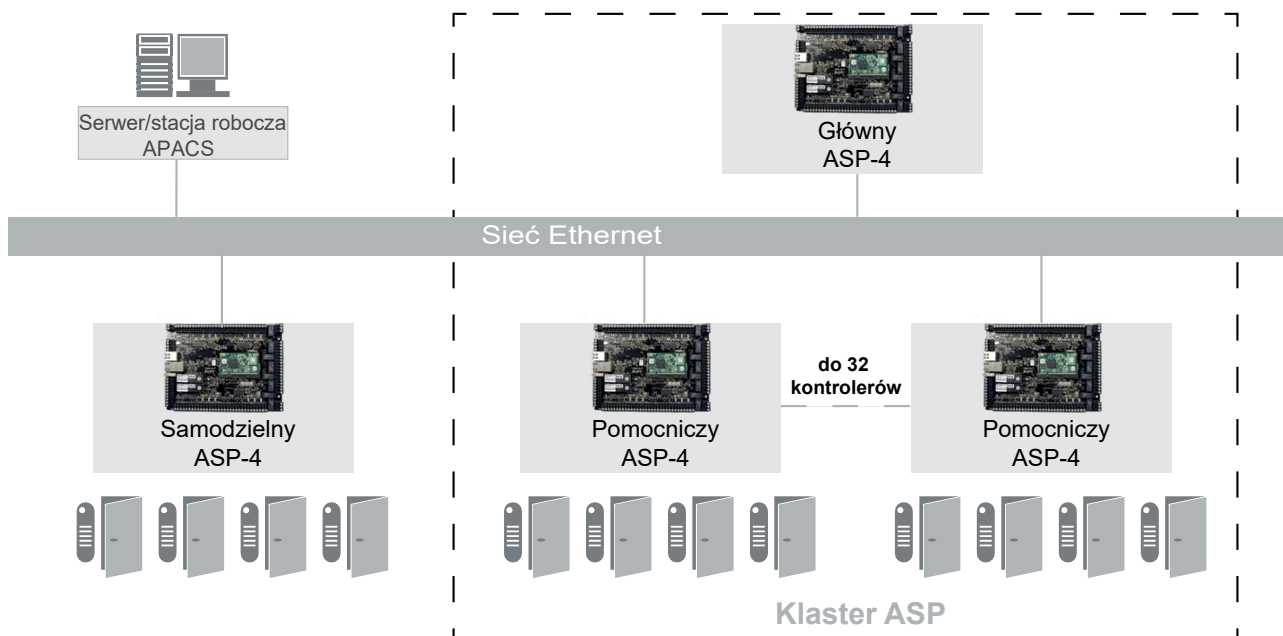 Serwer/stacja robocza
APACS
Główny
ASP-4
Sieć Ethernet
Samodzielny
ASP-4
Pomocniczy
ASP-4
do 32
kontrolerów
Pomocniczy
ASP-4
Klaster ASP